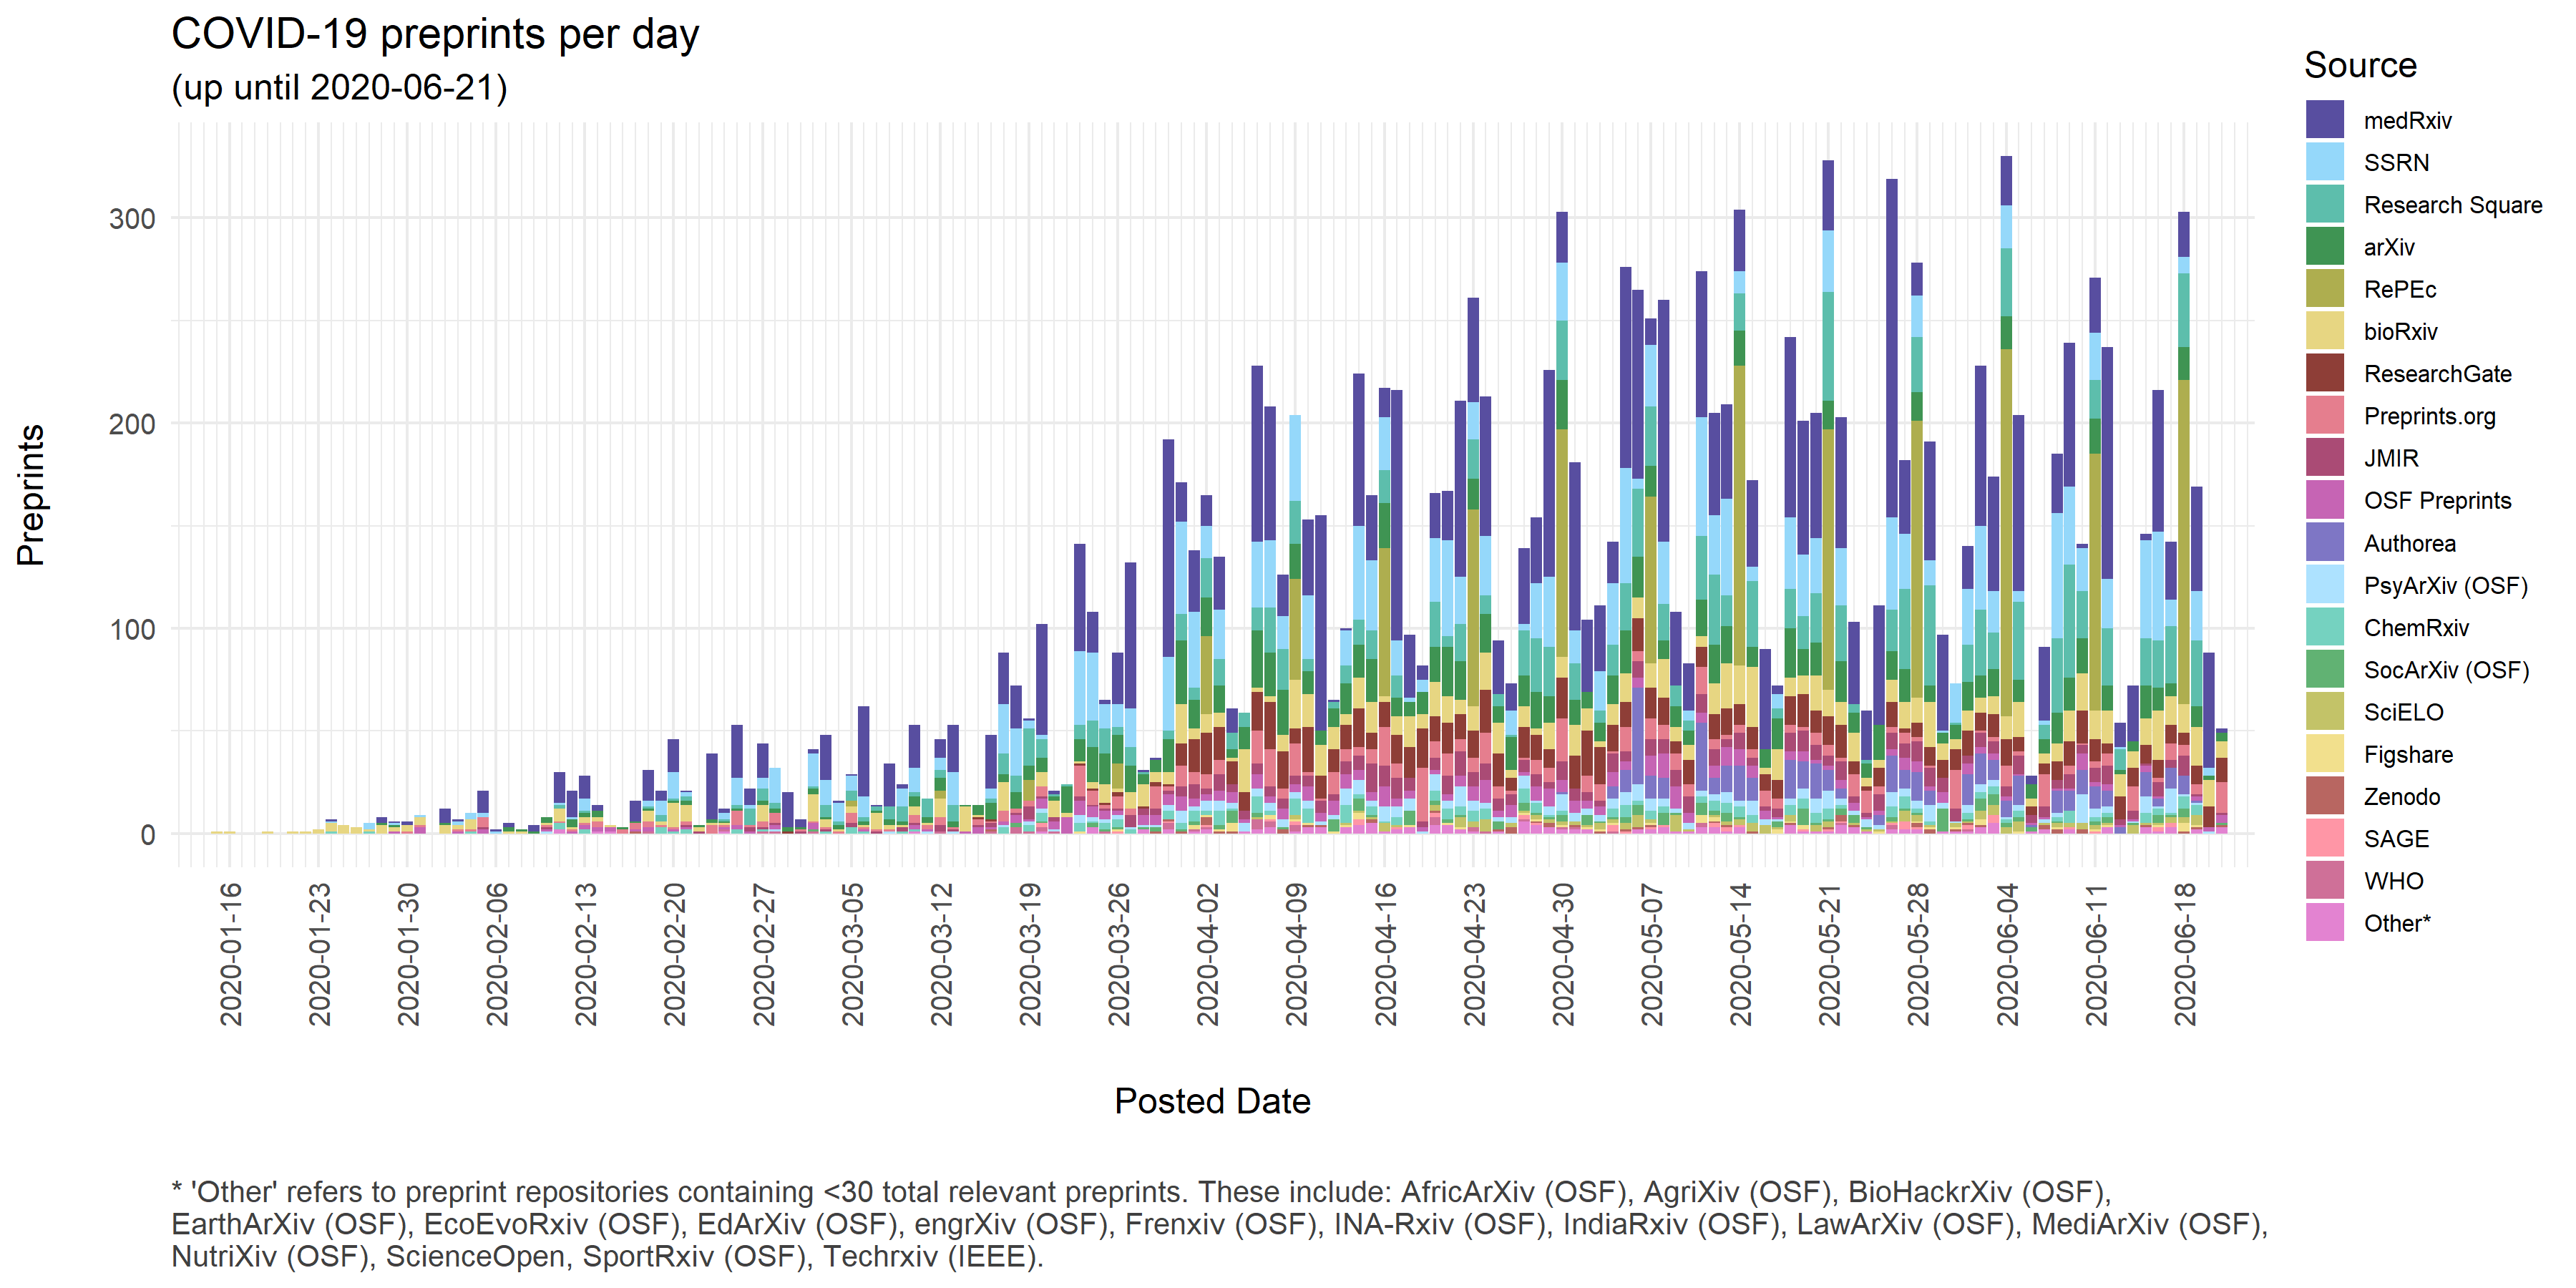 COVID-19 preprints per day
(up until 2020-06-21)
Preprints
300
200
100
0
2020-01-16
2020-01-23
2020-01-30
2020-02-06
2020-02-13
2020-02-20
2020-02-27
2020-03-05
2020-03-12
2020-03-19
2020-03-26
2020-04-02
2020-04-09
2020-04-16
2020-04-23
2020-04-30
2020-05-07
2020-05-14
2020-05-21
2020-05-28
2020-06-04
2020-06-11
2020-06-18
Posted Date
Source
medRxiv
SSRN
Research Square
arXiv
RePEc
bioRxiv
ResearchGate
Preprints.org
JMIR
OSF Preprints
Authorea
PsyArXiv (OSF)
ChemRxiv
SocArXiv (OSF)
SciELO
Figshare
Zenodo
SAGE
WHO
Other*
* 'Other' refers to preprint repositories containing <30 total relevant preprints. These include: AfricArXiv (OSF), AgriXiv (OSF), BioHackrXiv (OSF),
EarthArXiv (OSF), EcoEvoRxiv (OSF), EdArXiv (OSF), engrXiv (OSF), Frenxiv (OSF), INA-Rxiv (OSF), IndiaRxiv (OSF), LawArXiv (OSF), MediArXiv (OSF),
NutriXiv (OSF), ScienceOpen, SportRxiv (OSF), Techrxiv (IEEE).